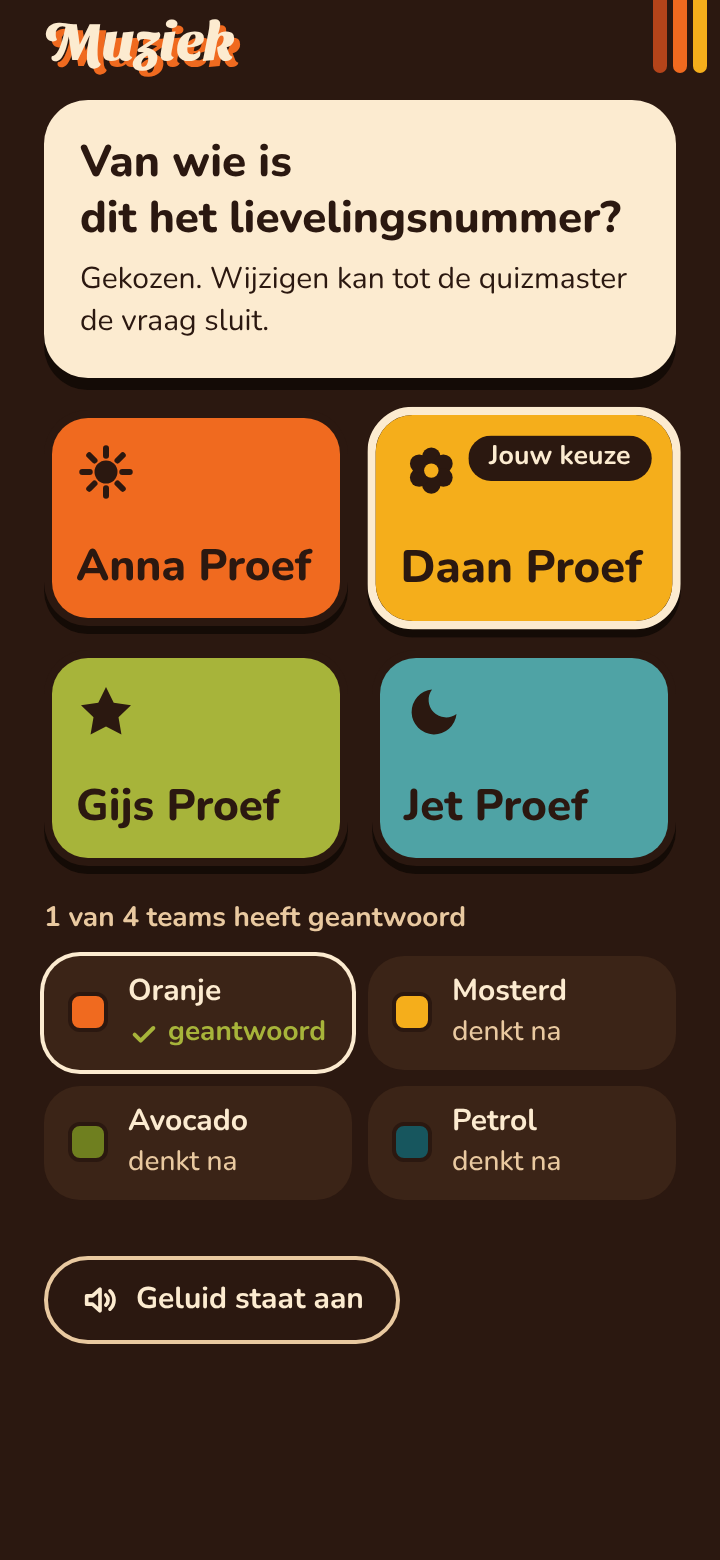 Muziek
Van wie is
dit het lievelingsnummer?
Gekozen. Wijzigen kan tot de quizmaster
de vraag sluit.
Anna Proef
Jouw keuze
Daan Proef
Gijs Proef
Jet Proef
1 van 4 teams heeft geantwoord
Oranje
geantwoord
Mosterd
denkt na
Avocado
denkt na
Petrol
denkt na
Geluid staat aan